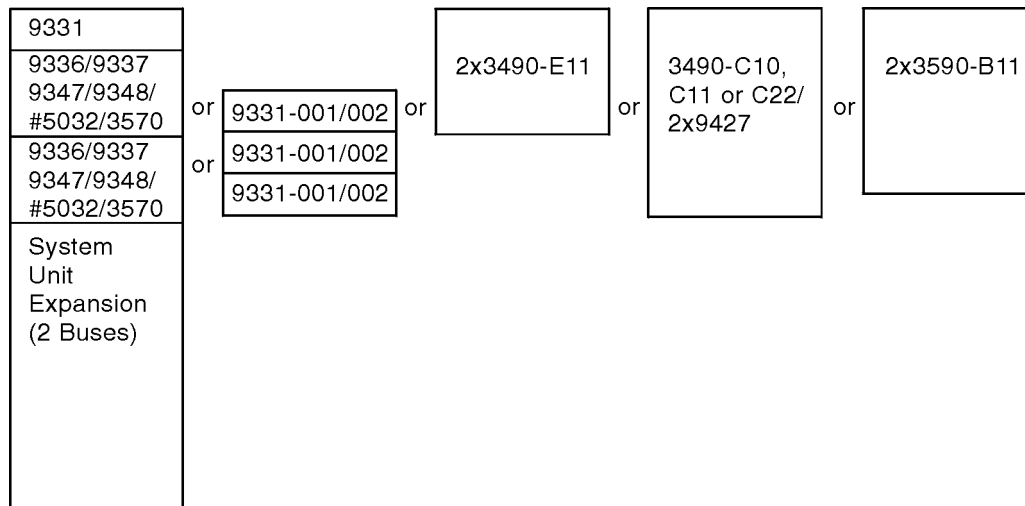 9331
9336/9337
9347/9348/
#5032/3570
9336/9337
9347/9348/
#5032/3570
System
Unit
Expansion
(2 Buses)
or
or
9331-001/002
9331-001/002
9331-001/002
or
2x3490-E11
or
3490-C10,
C11 or C22/
2x9427
or
2x3590-B11